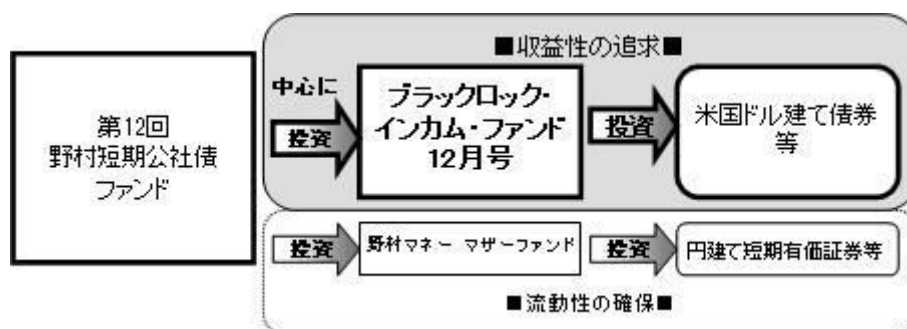 ■収益性の追求■
第12回
野村短期公社債
ファンド
中心に
投資
ブラックロック・
インカム・ファンド
12月号
投資
米国ドル建て債券
等
投資
野村マネー マザーファンド
投資
円建て短期有価証券等
■流動性の確保■